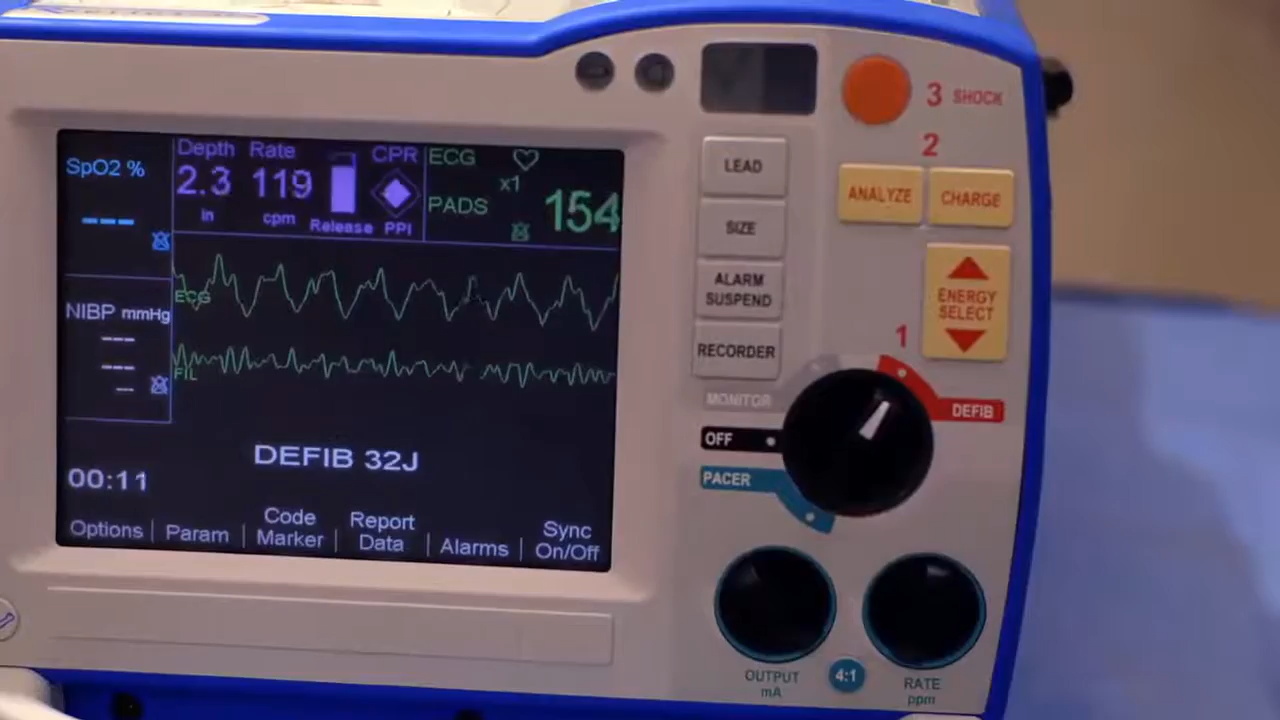 SpO2 %
---
NIBP mmHg
---
---
--
Depth Rate CPR
2.3 119
in cpm Release PPI
ECG
x1
PADS
154
ECG
FIL
DEFIB 32J
00:11
Options
Param
Code
Marker
Report
Data
Alarms
Sync
On/Off
LEAD
SIZE
ALARM
SUSPEND
RECORDER
3 SHOCK
2
ANALYZE
CHARGE
ENERGY
SELECT
1
MONITOR
OFF
PACER
DEFIB
OUTPUT
mA
4:1
RATE
ppm